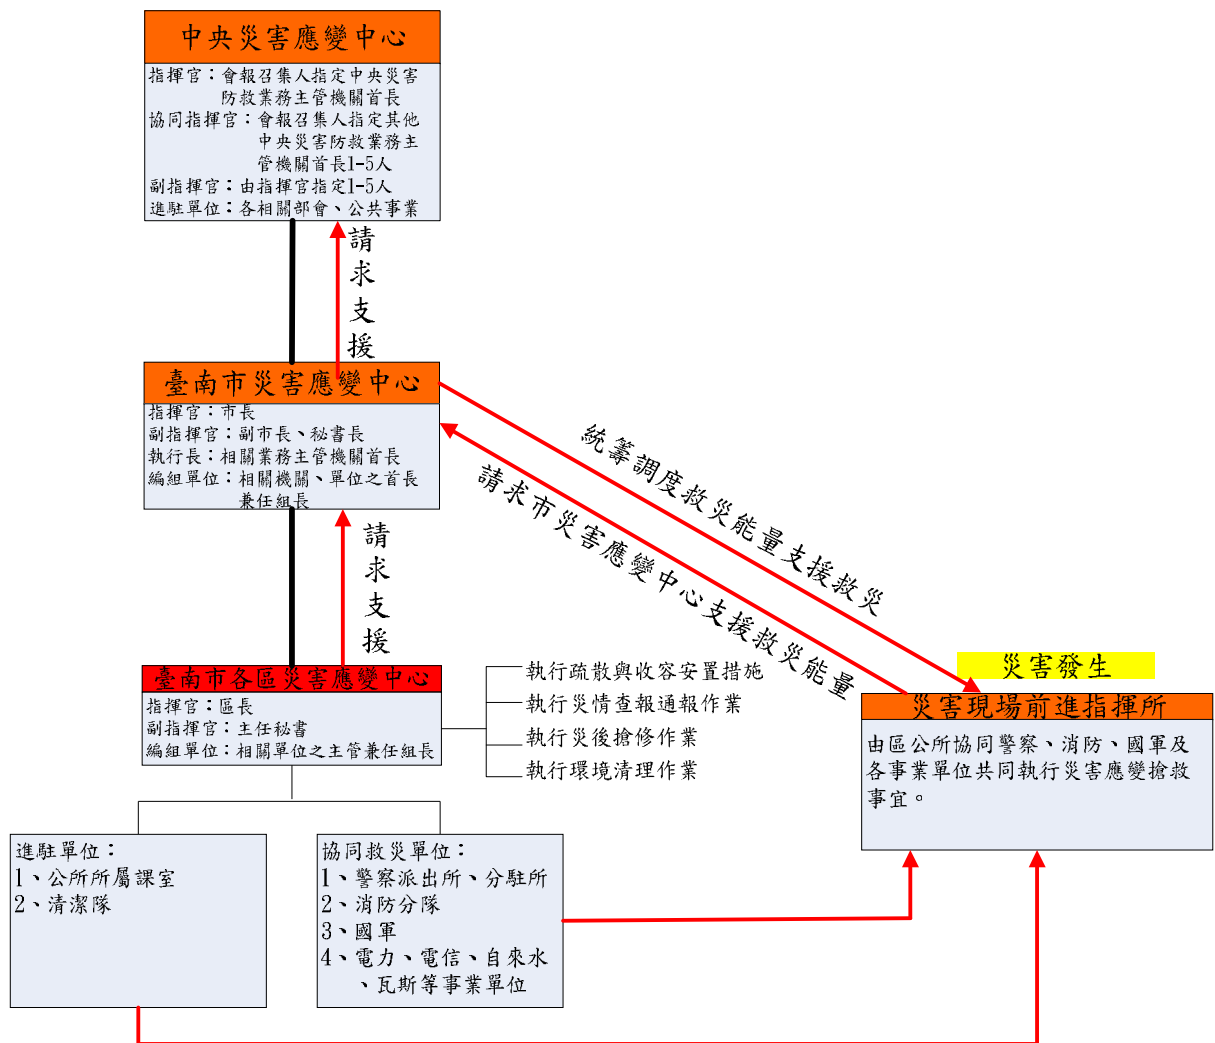 中央災害應變中心
指揮官：會報召集人指定中央災害
防救業務主管機關首長
協同指揮官：會報召集人指定其他
中央災害防救業務主
管機關首長1-5人
副指揮官：由指揮官指定1-5人
進駐單位：各相關部會、公共事業
請求支援
臺南市災害應變中心
指揮官：市長
副指揮官：副市長、秘書長
執行長：相關業務主管機關首長
編組單位：相關機關、單位之首長
兼任組長
統籌調度救災能量支援救災
請求市災害應變中心支援救災能量
請求支援
臺南市各區災害應變中心
指揮官：區長
副指揮官：主任秘書
編組單位：相關單位之主管兼任組長
執行疏散與收容安置措施
執行災情查報通報作業
執行災後搶修作業
執行環境清理作業
災害發生
災害現場前進指揮所
由區公所協同警察、消防、國軍及
各事業單位共同執行災害應變搶救
事宜。
進駐單位：
1、公所所屬課室
2、清潔隊
協同救災單位：
1、警察派出所、分駐所
2、消防分隊
3、國軍
4、電力、電信、自來水
、瓦斯等事業單位